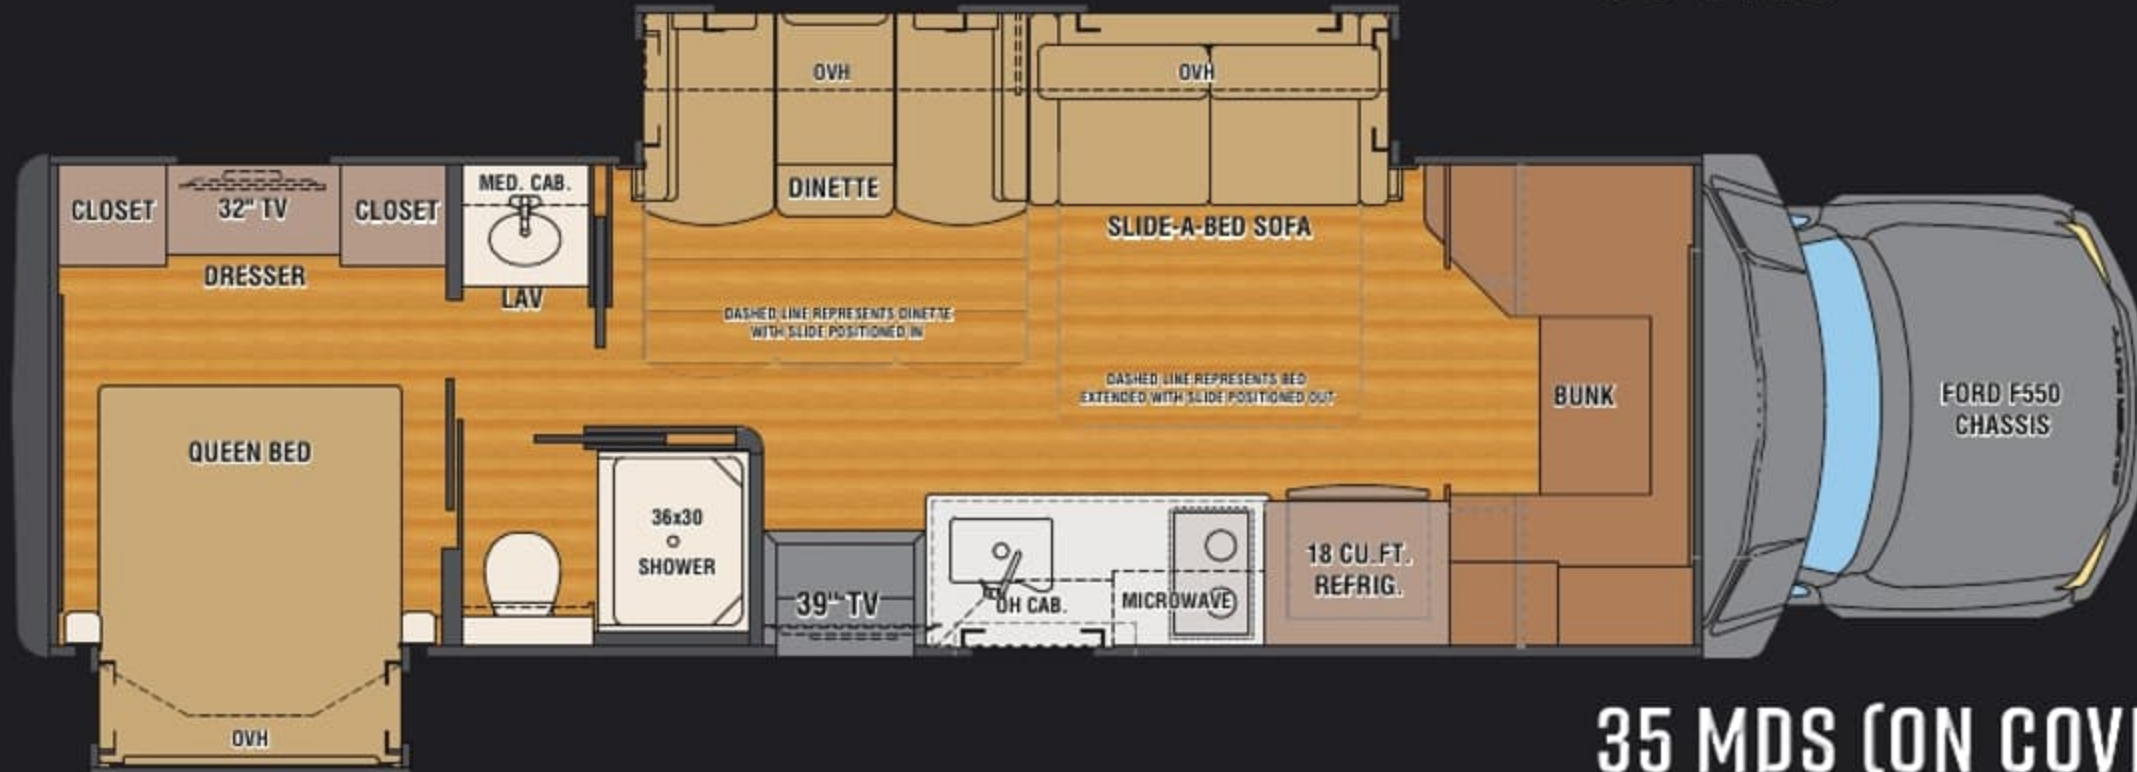 OVH
OVH
CLOSET
32" TV
CLOSET
MED. CAB.
DINETTE
DRESSER
LAV
SLIDE-A-BED SOFA
DASHED LINE REPRESENTS DINETTE
WITH SLIDE POSITIONED IN
DASHED LINE REPRESENTS BED
EXTENDED WITH SLIDE POSITIONED OUT
BUNK
FORD F550
CHASSIS
SUPER DUTY
QUEEN BED
36x30
SHOWER
39" TV
OH CAB.
MICROWAVE
18 CU.FT.
REFRIG.
OVH
35 MDS (ON COV